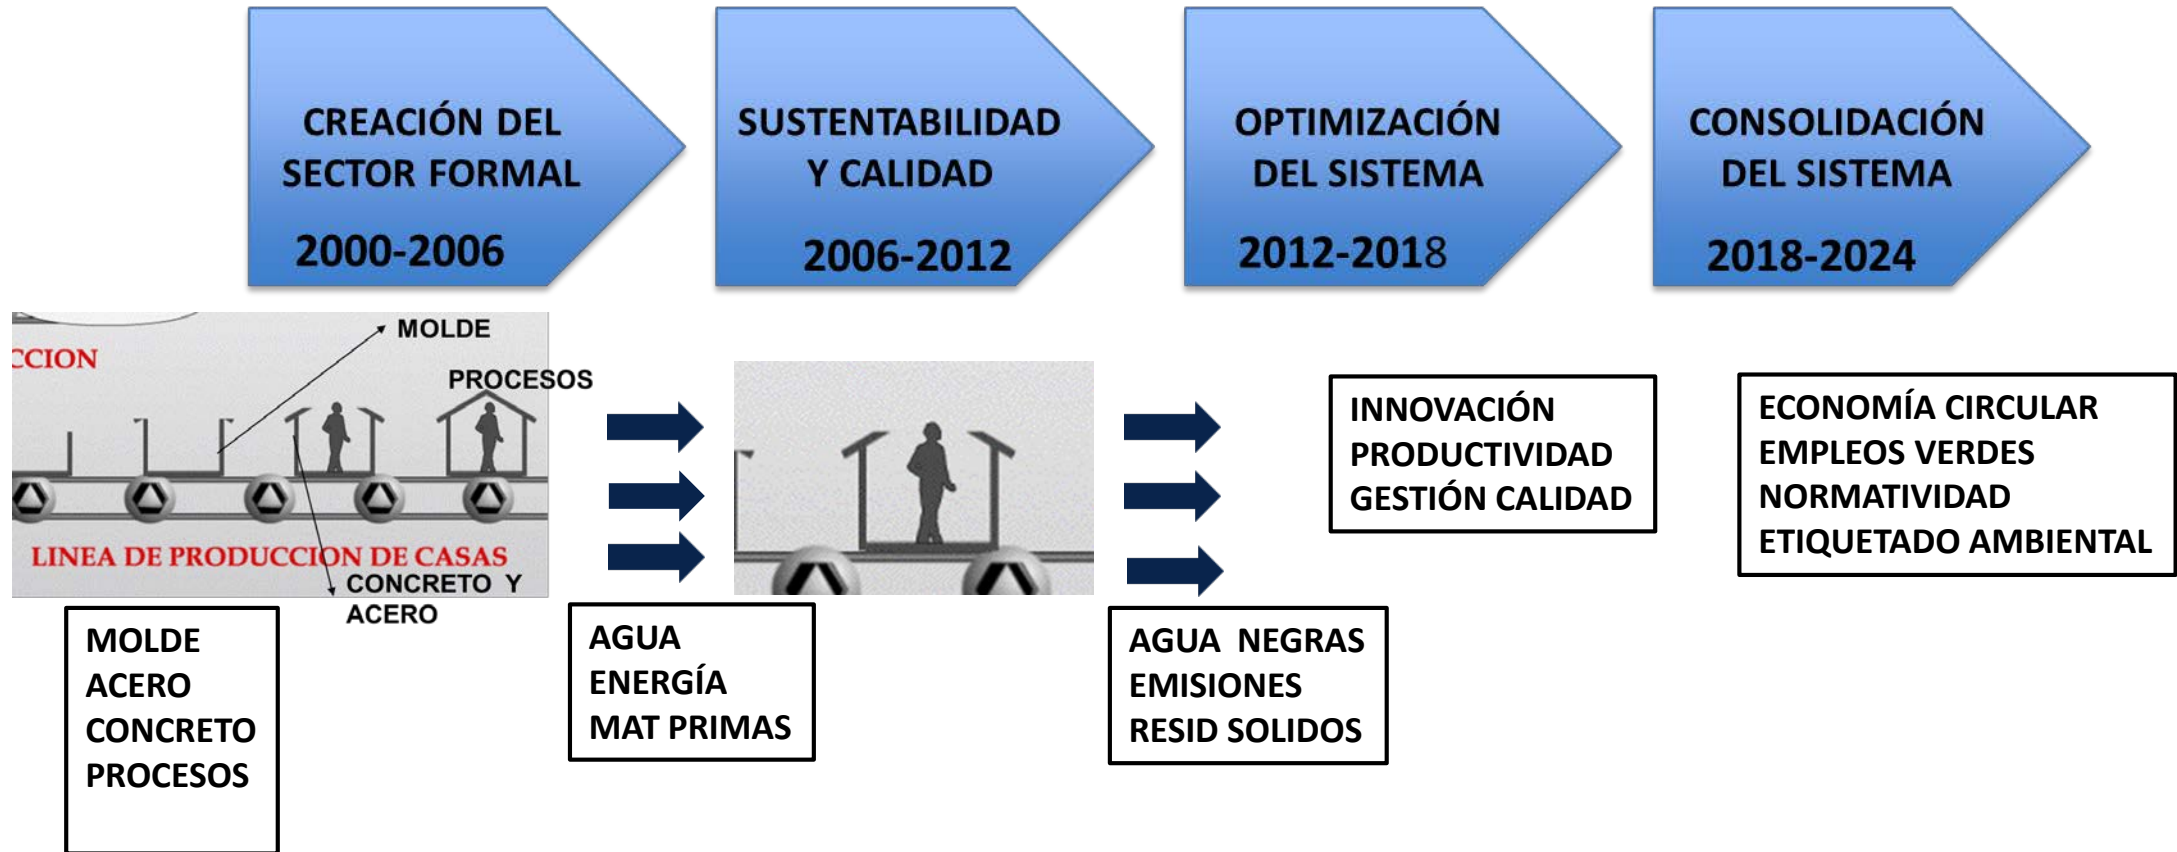 CREACIÓN DEL
SECTOR FORMAL
2000-2006
SUSTENTABILIDAD
Y CALIDAD
2006-2012
OPTIMIZACIÓN
DEL SISTEMA
2012-2018
CONSOLIDACIÓN
DEL SISTEMA
2018-2024
CCION
MOLDE
PROCESOS
LINEA DE PRODUCCION DE CASAS
CONCRETO Y
ACERO
MOLDE
ACERO
CONCRETO
PROCESOS
AGUA
ENERGÍA
MAT PRIMAS
AGUA NEGRAS
EMISIONES
RESID SOLIDOS
INNOVACIÓN
PRODUCTIVIDAD
GESTIÓN CALIDAD
ECONOMÍA CIRCULAR
EMPLEOS VERDES
NORMATIVIDAD
ETIQUETADO AMBIENTAL